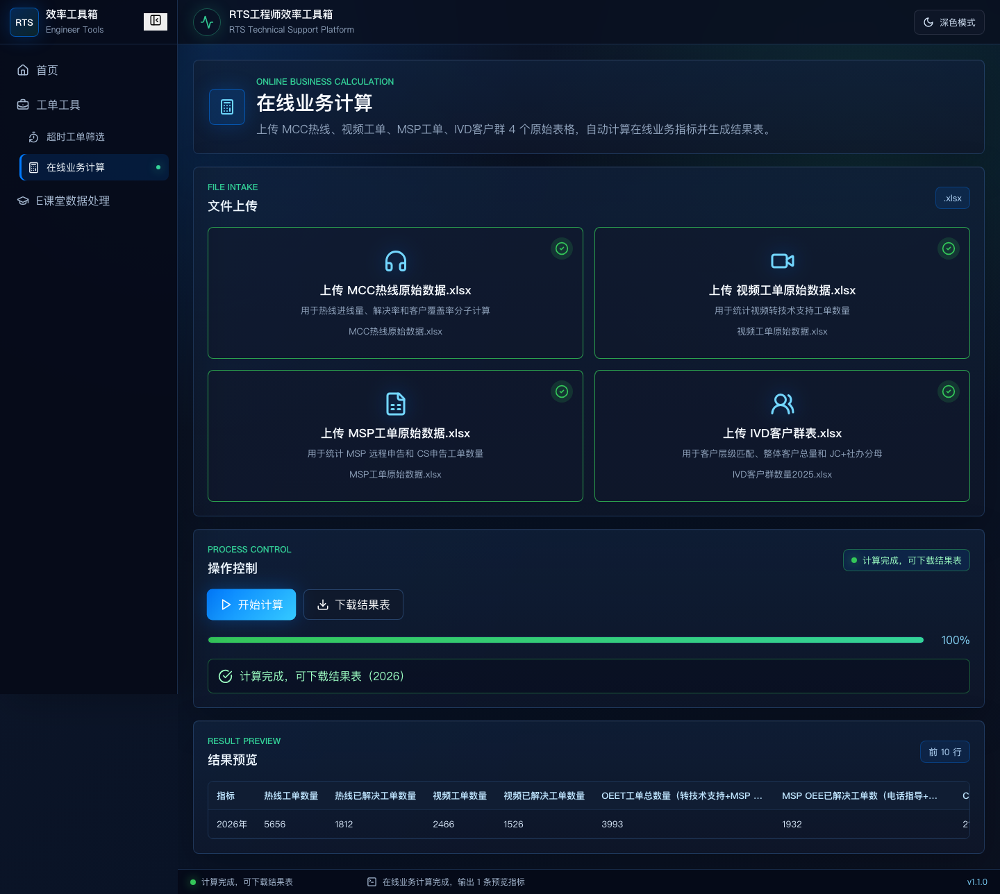 RTS
效率工具箱
Engineer Tools
首页
工单工具
超时工单筛选
在线业务计算
E课堂数据处理
RTS工程师效率工具箱
RTS Technical Support Platform
深色模式
ONLINE BUSINESS CALCULATION
在线业务计算
上传 MCC热线、视频工单、MSP工单、IVD客户群 4 个原始表格，自动计算在线业务指标并生成结果表。
FILE INTAKE
文件上传
.xlsx
上传 MCC热线原始数据.xlsx
用于热线进线量、解决率和客户覆盖率分子计算
MCC热线原始数据.xlsx
上传 视频工单原始数据.xlsx
用于统计视频转技术支持工单数量
视频工单原始数据.xlsx
上传 MSP工单原始数据.xlsx
用于统计 MSP 远程申告和 CS申告工单数量
MSP工单原始数据.xlsx
上传 IVD客户群表.xlsx
用于客户层级匹配、整体客户总量和 JC+社办分母
IVD客户群数量2025.xlsx
PROCESS CONTROL
操作控制
计算完成，可下载结果表
开始计算
下载结果表
100%
计算完成，可下载结果表（2026）
RESULT PREVIEW
结果预览
前 10 行
指标 热线工单数量 热线已解决工单数量 视频工单数量 视频已解决工单数量 OEET工单总数量（转技术支持+MSP ... MSP OEE已解决工单数（电话指导+... C
2026年 5656 1812 2466 1526 3993 1932
计算完成，可下载结果表
在线业务计算完成，输出 1 条预览指标
v1.1.0